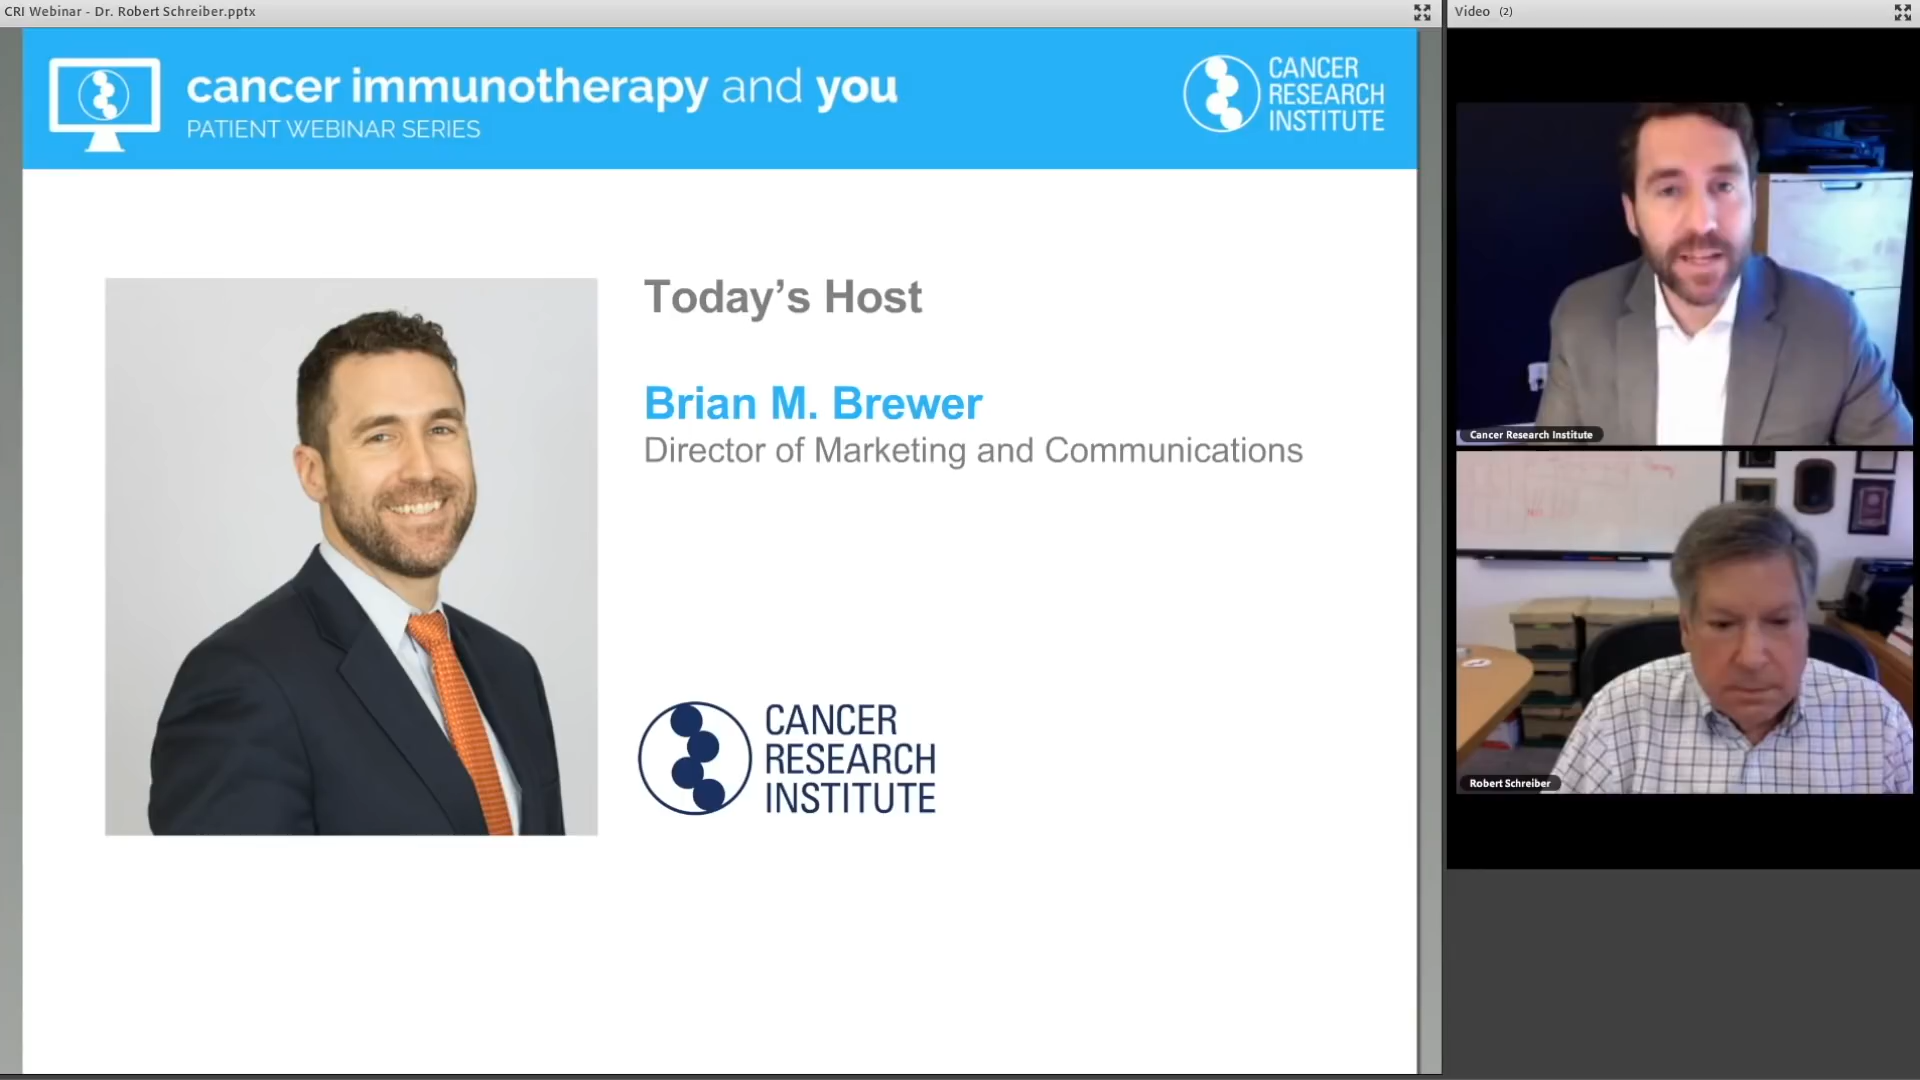 CRI Webinar - Dr. Robert Schreiber.pptx
Video (2)
cancer immunotherapy and you
PATIENT WEBINAR SERIES
CANCER
RESEARCH
INSTITUTE
Today’s Host
Brian M. Brewer
Director of Marketing and Communications
CANCER
RESEARCH
INSTITUTE
Cancer Research Institute
Robert Schreiber